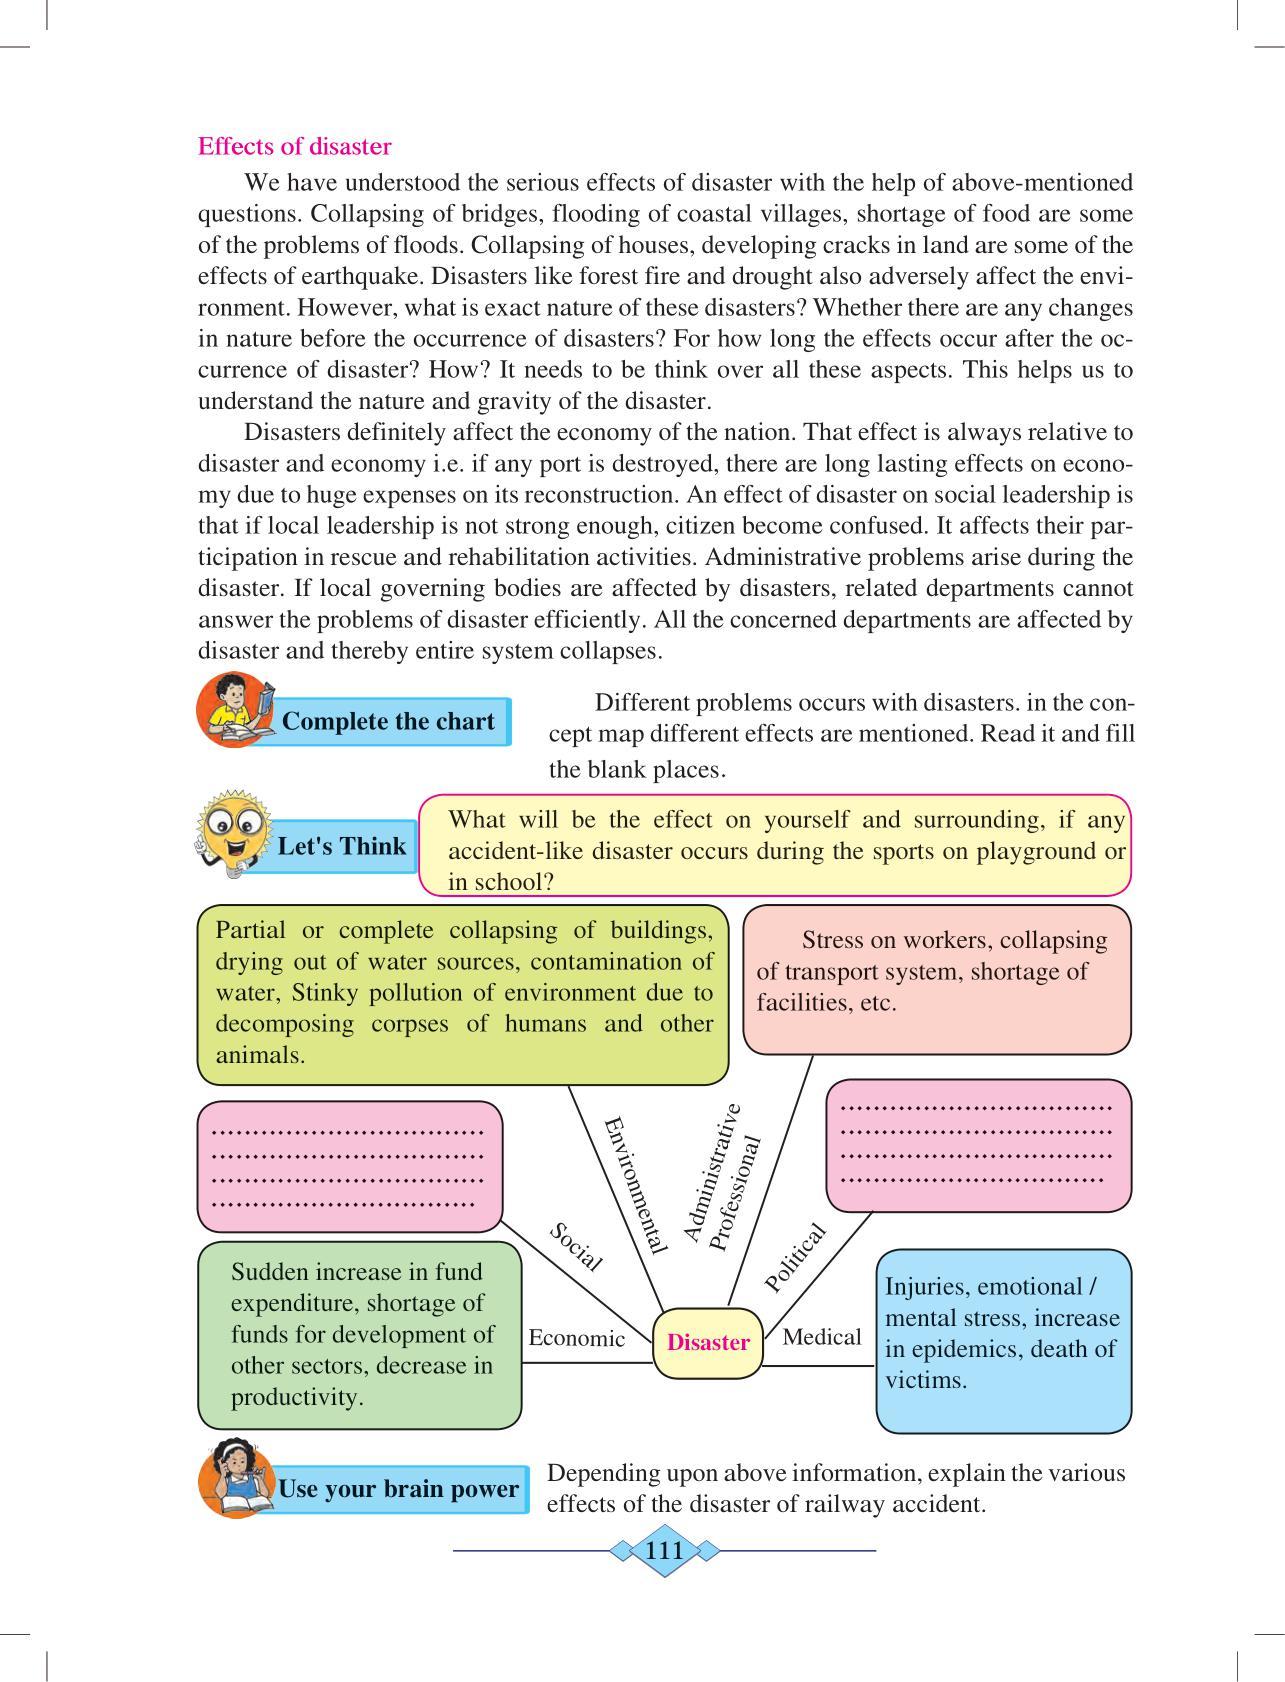 Effects of disaster
We have understood the serious effects of disaster with the help of above-mentioned
questions. Collapsing of bridges, flooding of coastal villages, shortage of food are some
of the problems of floods. Collapsing of houses, developing cracks in land are some of the
effects of earthquake. Disasters like forest fire and drought also adversely affect the envi-
ronment. However, what is exact nature of these disasters? Whether there are any changes
in nature before the occurrence of disasters? For how long the effects occur after the oc-
currence of disaster? How? It needs to be think over all these aspects. This helps us to
understand the nature and gravity of the disaster.
Disasters definitely affect the economy of the nation. That effect is always relative to
disaster and economy i.e. if any port is destroyed, there are long lasting effects on econo-
my due to huge expenses on its reconstruction. An effect of disaster on social leadership is
that if local leadership is not strong enough, citizen become confused. It affects their par-
ticipation in rescue and rehabilitation activities. Administrative problems arise during the
disaster. If local governing bodies are affected by disasters, related departments cannot
answer the problems of disaster efficiently. All the concerned departments are affected by
disaster and thereby entire system collapses.
Complete the chart
Different problems occurs with disasters. in the con-
cept map different effects are mentioned. Read it and fill
the blank places.
Let's Think
What will be the effect on yourself and surrounding, if any
accident-like disaster occurs during the sports on playground or
in school?
Partial or complete collapsing of buildings,
drying out of water sources, contamination of
water, Stinky pollution of environment due to
decomposing corpses of humans and other
animals.
Stress on workers, collapsing
of transport system, shortage of
facilities, etc.
Environmental
Administrative
Professional
Social
Political
Sudden increase in fund
expenditure, shortage of
funds for development of
other sectors, decrease in
productivity.
Economic
Disaster
Medical
Injuries, emotional /
mental stress, increase
in epidemics, death of
victims.
Use your brain power
Depending upon above information, explain the various
effects of the disaster of railway accident.
111